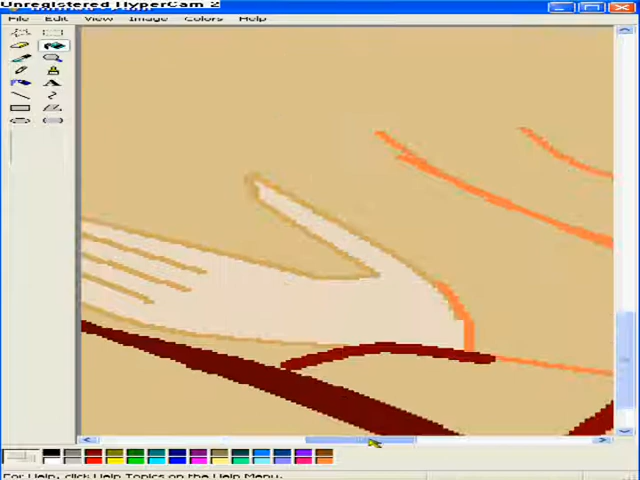 Unregistered HyperCam 2
File Edit View Image Colors Help
A
For Help, click Help Topics on the Help Menu.